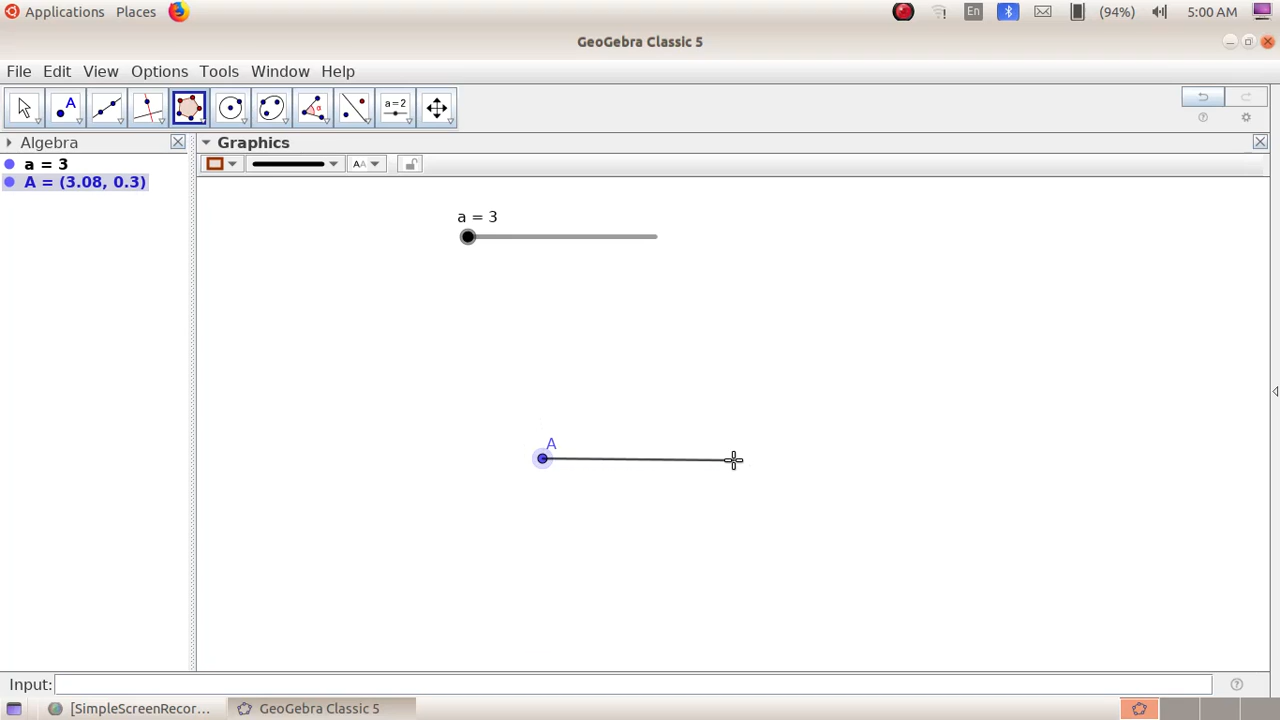 Applications Places En (94%) 5:00 AM
GeoGebra Classic 5
File Edit View Options Tools Window Help
A α a=2
Algebra Graphics
AA
a = 3
A = (3.08, 0.3)
a = 3
A
Input:
[SimpleScreenRecor... GeoGebra Classic 5